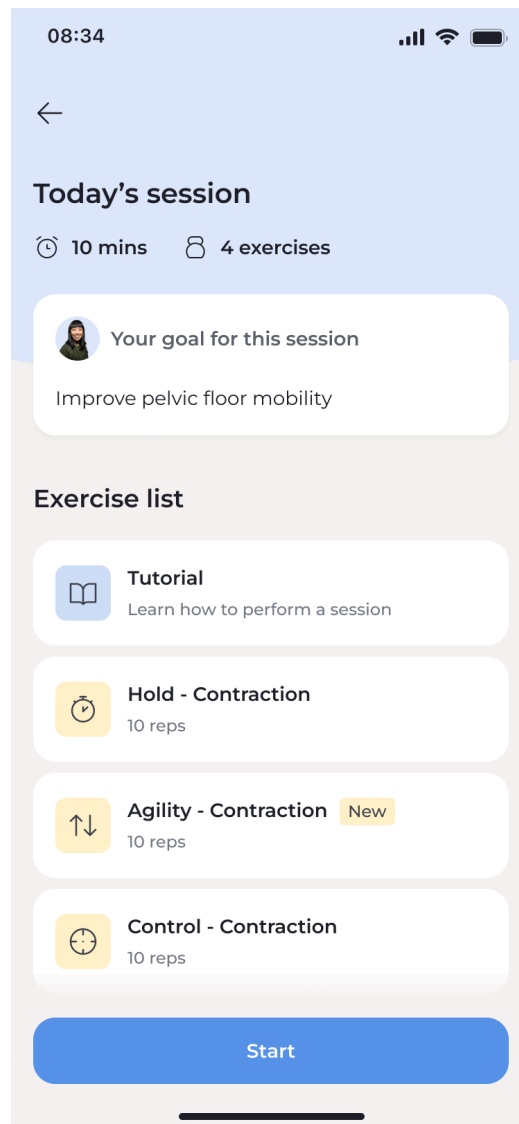 08:34
Today’s session
10 mins 4 exercises
Your goal for this session
Improve pelvic floor mobility
Exercise list
Tutorial
Learn how to perform a session
Hold - Contraction
10 reps
Agility - Contraction New
10 reps
Control - Contraction
10 reps
Start